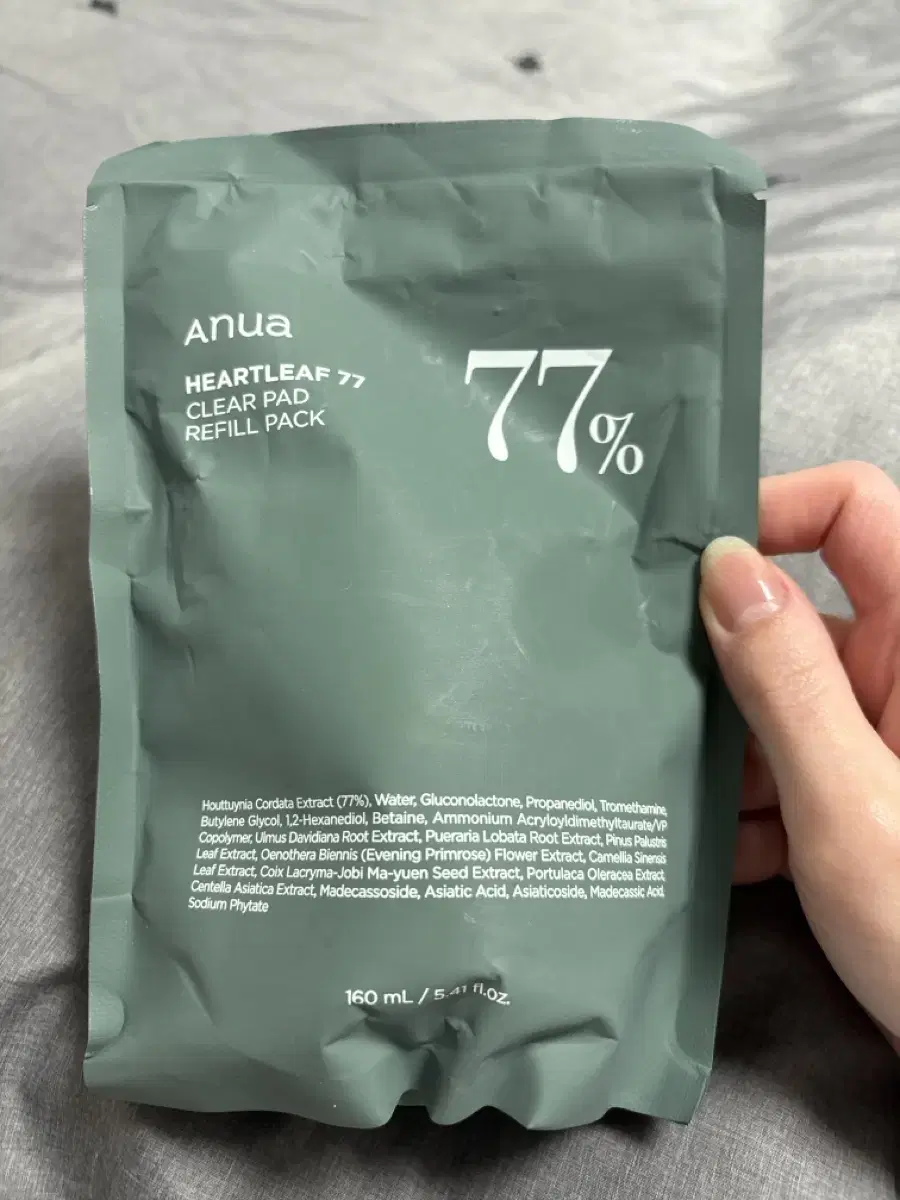 Anua
HEARTLEAF 77
CLEAR PAD
REFILL PACK
77%
Houttuynia Cordata Extract (77%), Water, Gluconolactone, Propanediol, Tromethamine,
Butylene Glycol, 1,2-Hexanediol, Betaine, Ammonium Acryloyldimethyltaurate/VP
Copolymer, Ulmus Davidiana Root Extract, Pueraria Lobata Root Extract, Pinus Palustris
Leaf Extract, Oenothera Biennis (Evening Primrose) Flower Extract, Camellia Sinensis
Leaf Extract, Coix Lacryma-Jobi Ma-yuen Seed Extract, Portulaca Oleracea Extract,
Centella Asiatica Extract, Madecassoside, Asiatic Acid, Asiaticoside, Madecassic Acid,
Sodium Phytate
160 mL / 5.41 fl.oz.